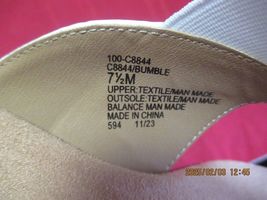 100-C8844
C8844/BUMBLE
7½M
UPPER:TEXTILE/MAN MADE
OUTSOLE:TEXTILE/MAN MADE
BALANCE MAN MADE
MADE IN CHINA
594 11/23
2025/02/03 12:45